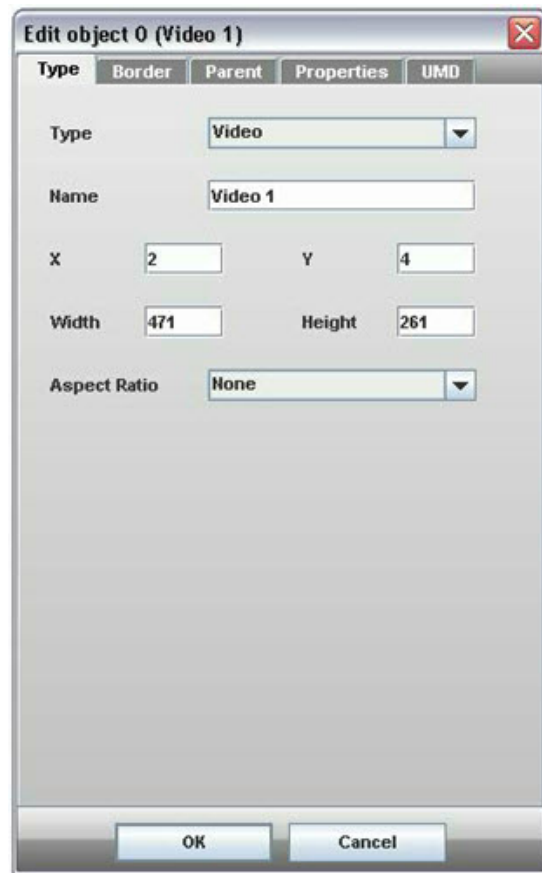 Edit object 0 (Video 1)
Type Border Parent Properties UMD
Type Video
Name Video 1
X 2 Y 4
Width 471 Height 261
Aspect Ratio None
OK Cancel